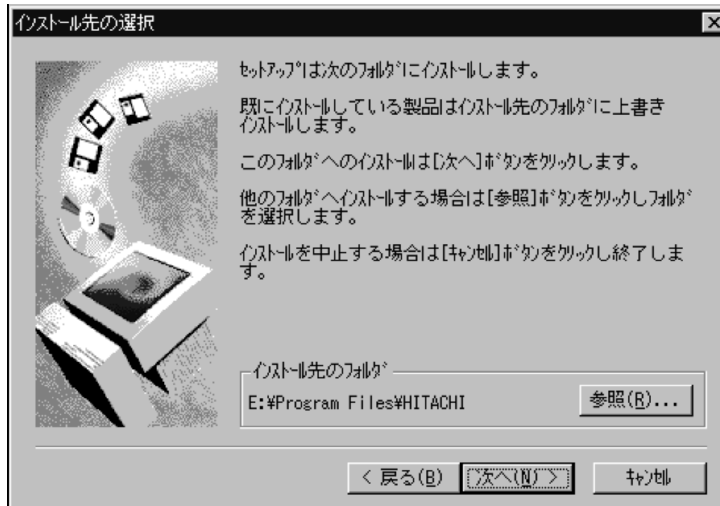 インストール先の選択
ｾｯﾄｱｯﾌﾟは次のﾌｫﾙﾀﾞにｲﾝｽﾄｰﾙします。
既にｲﾝｽﾄｰﾙしている製品はｲﾝｽﾄｰﾙ先のﾌｫﾙﾀﾞに上書き
ｲﾝｽﾄｰﾙします。
このﾌｫﾙﾀﾞへのｲﾝｽﾄｰﾙは[次へ]ﾎﾞﾀﾝをｸﾘｯｸします。
他のﾌｫﾙﾀﾞへｲﾝｽﾄｰﾙする場合は[参照]ﾎﾞﾀﾝをｸﾘｯｸしﾌｫﾙﾀﾞ
を選択します。
ｲﾝｽﾄｰﾙを中止する場合は[ｷｬﾝｾﾙ]ﾎﾞﾀﾝをｸﾘｯｸし終了しま
す。
ｲﾝｽﾄｰﾙ先のﾌｫﾙﾀﾞ
E:¥Program Files¥HITACHI
参照(R)...
< 戻る(B)
次へ(N) >
ｷｬﾝｾﾙ